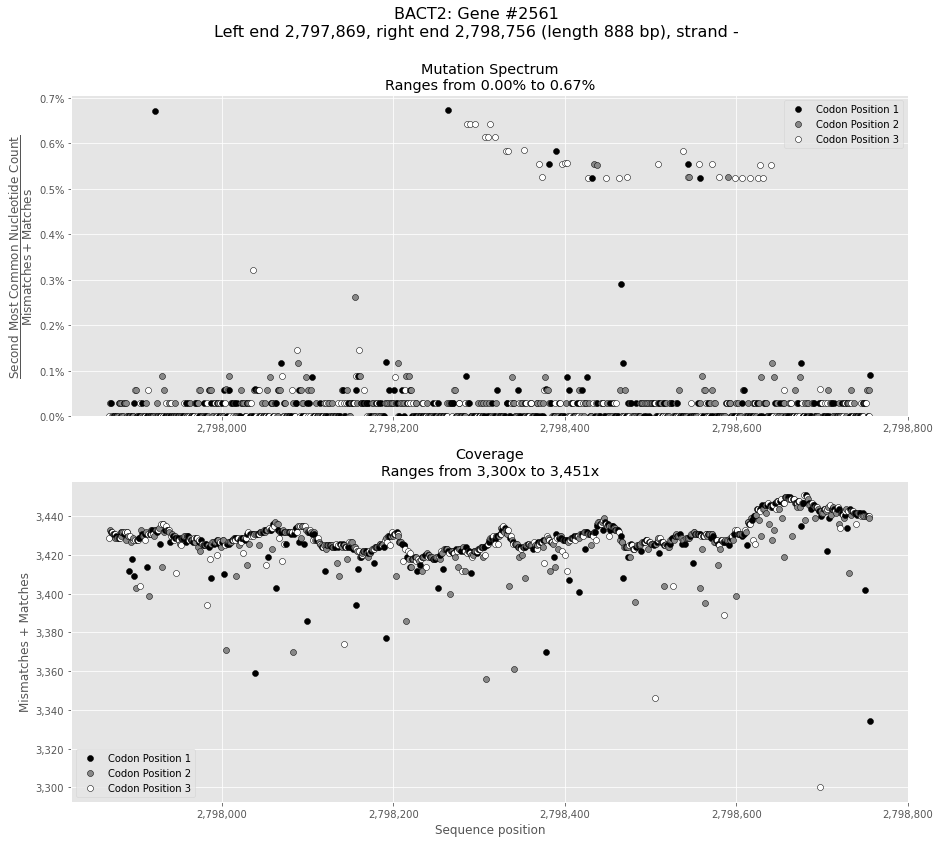 BACT2: Gene #2561
Left end 2,797,869, right end 2,798,756 (length 888 bp), strand -
Mutation Spectrum
Ranges from 0.00% to 0.67%
Second Most Common Nucleotide Count
Mismatches + Matches
0.7%
0.6%
0.5%
0.4%
0.3%
0.2%
0.1%
0.0%
Codon Position 1
Codon Position 2
Codon Position 3
2,798,000
2,798,200
2,798,400
2,798,600
2,798,800
Coverage
Ranges from 3,300x to 3,451x
Mismatches + Matches
3,440
3,420
3,400
3,380
3,360
3,340
3,320
3,300
Codon Position 1
Codon Position 2
Codon Position 3
2,798,000
2,798,200
2,798,400
2,798,600
2,798,800
Sequence position